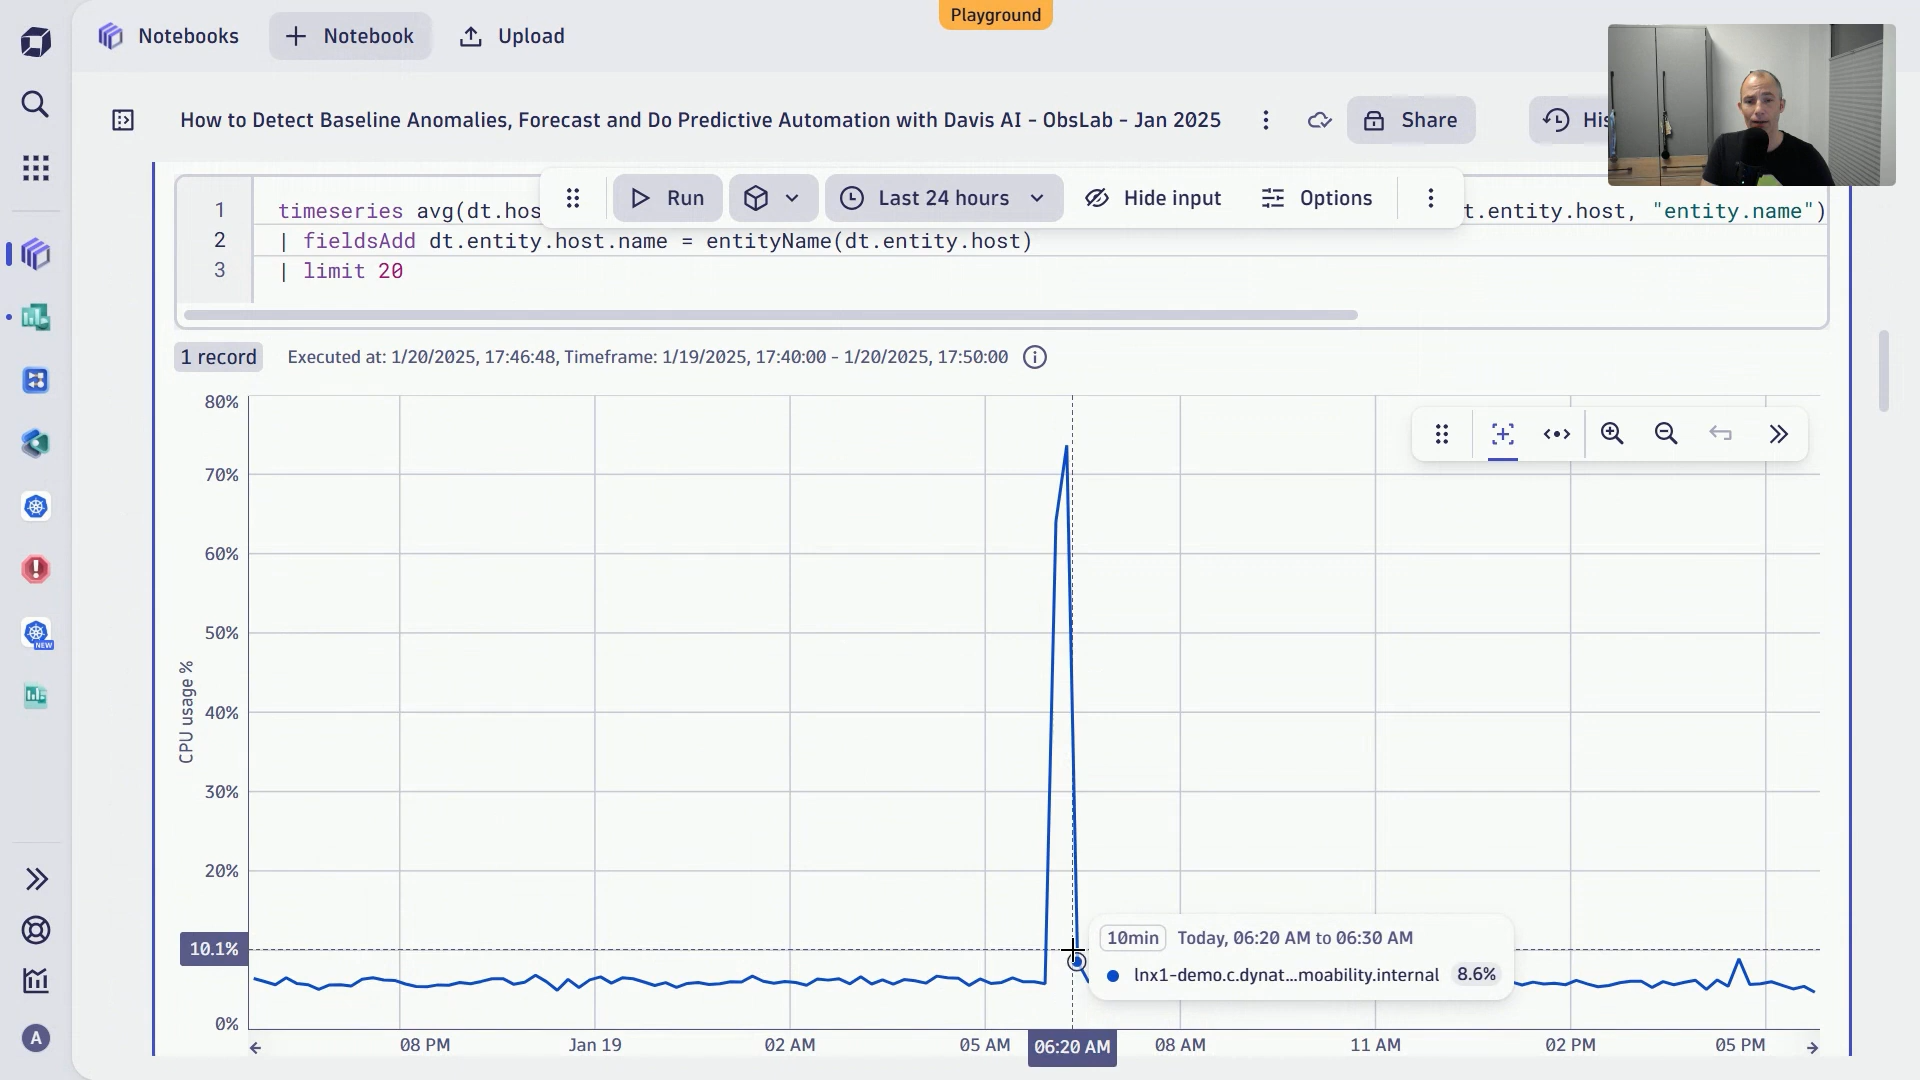 Playground
Notebooks
Notebook
Upload
How to Detect Baseline Anomalies, Forecast and Do Predictive Automation with Davis AI - ObsLab - Jan 2025
Share
His
Run
Last 24 hours
Hide input
Options
1 timeseries avg(dt.hos t.entity.host, "entity.name")
2 | fieldsAdd dt.entity.host.name = entityName(dt.entity.host)
3 | limit 20
1 record
Executed at: 1/20/2025, 17:46:48, Timeframe: 1/19/2025, 17:40:00 - 1/20/2025, 17:50:00
CPU usage %
80%
70%
60%
50%
40%
30%
20%
10.1%
0%
10min Today, 06:20 AM to 06:30 AM
lnx1-demo.c.dynat...moability.internal 8.6%
08 PM
Jan 19
02 AM
05 AM
06:20 AM
08 AM
11 AM
02 PM
05 PM
NEW
A